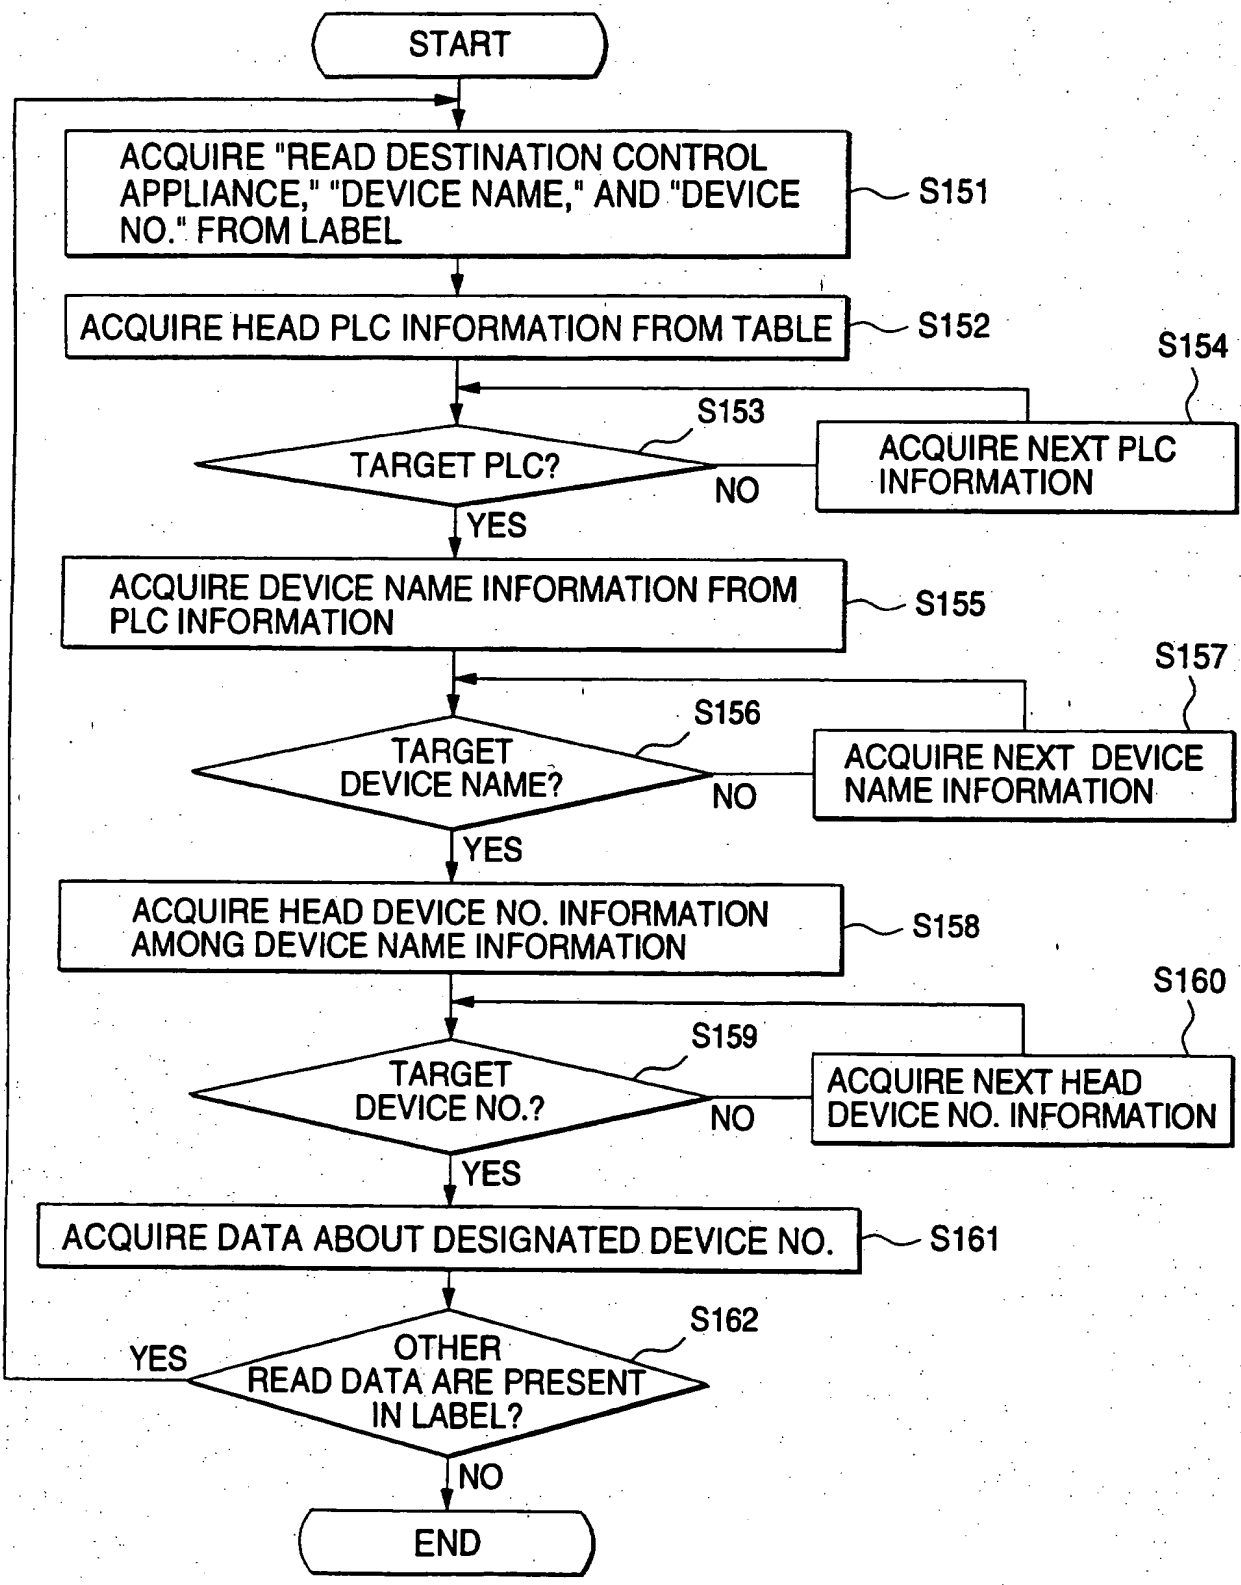 START
ACQUIRE "READ DESTINATION CONTROL
APPLIANCE," "DEVICE NAME," AND "DEVICE
NO." FROM LABEL
S151
ACQUIRE HEAD PLC INFORMATION FROM TABLE
S152
S154
S153
TARGET PLC?
NO
ACQUIRE NEXT PLC
INFORMATION
YES
ACQUIRE DEVICE NAME INFORMATION FROM
PLC INFORMATION
S155
S157
S156
TARGET
DEVICE NAME?
NO
ACQUIRE NEXT DEVICE
NAME INFORMATION
YES
ACQUIRE HEAD DEVICE NO. INFORMATION
AMONG DEVICE NAME INFORMATION
S158
S160
S159
TARGET
DEVICE NO.?
NO
ACQUIRE NEXT HEAD
DEVICE NO. INFORMATION
YES
ACQUIRE DATA ABOUT DESIGNATED DEVICE NO.
S161
S162
YES
OTHER
READ DATA ARE PRESENT
IN LABEL?
NO
END